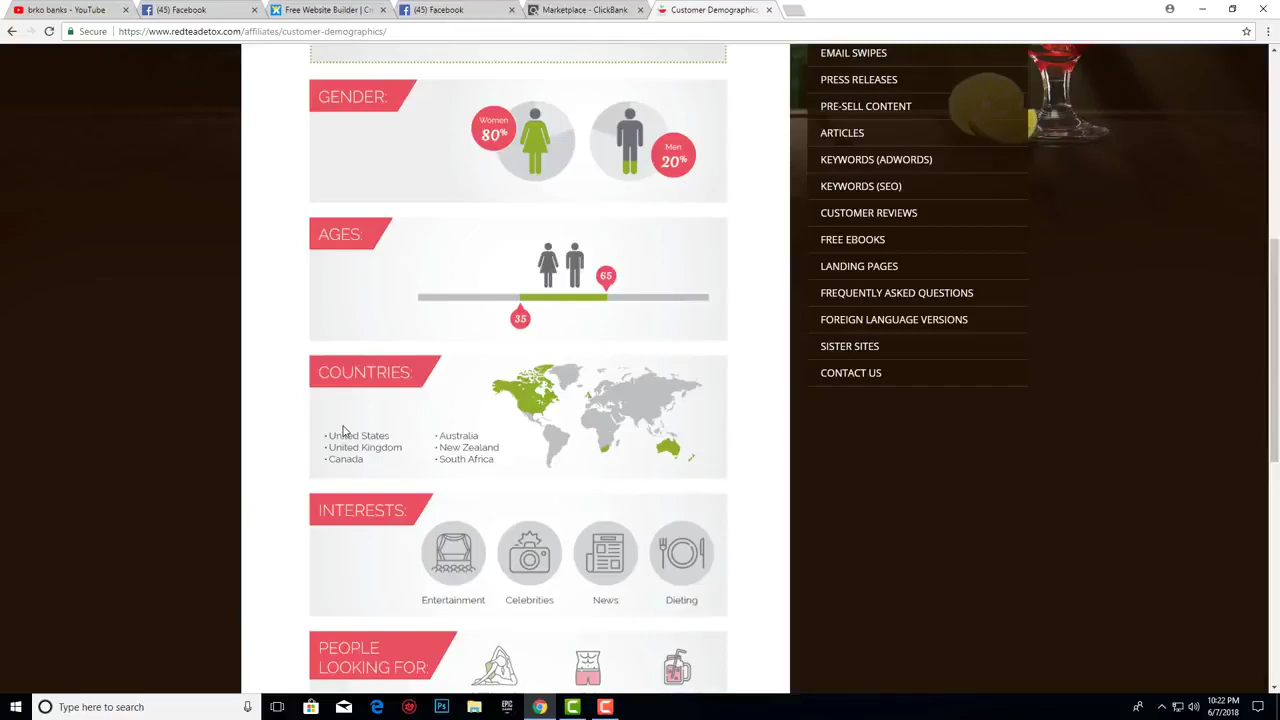 brko banks - YouTube
(45) Facebook
Free Website Builder | Cri
(45) Facebook
Marketplace - ClickBank
Customer Demographics
Secure
https://www.redteadetox.com/affiliates/customer-demographics/
GENDER:
Women
80%
Men
20%
AGES:
65
35
COUNTRIES:
• United States
• United Kingdom
• Canada
• Australia
• New Zealand
• South Africa
INTERESTS:
Entertainment
Celebrities
News
Dieting
PEOPLE
LOOKING FOR:
EMAIL SWIPES
PRESS RELEASES
PRE-SELL CONTENT
ARTICLES
KEYWORDS (ADWORDS)
KEYWORDS (SEO)
CUSTOMER REVIEWS
FREE EBOOKS
LANDING PAGES
FREQUENTLY ASKED QUESTIONS
FOREIGN LANGUAGE VERSIONS
SISTER SITES
CONTACT US
Type here to search
Ps
EPIC
10:22 PM
6/7/2018